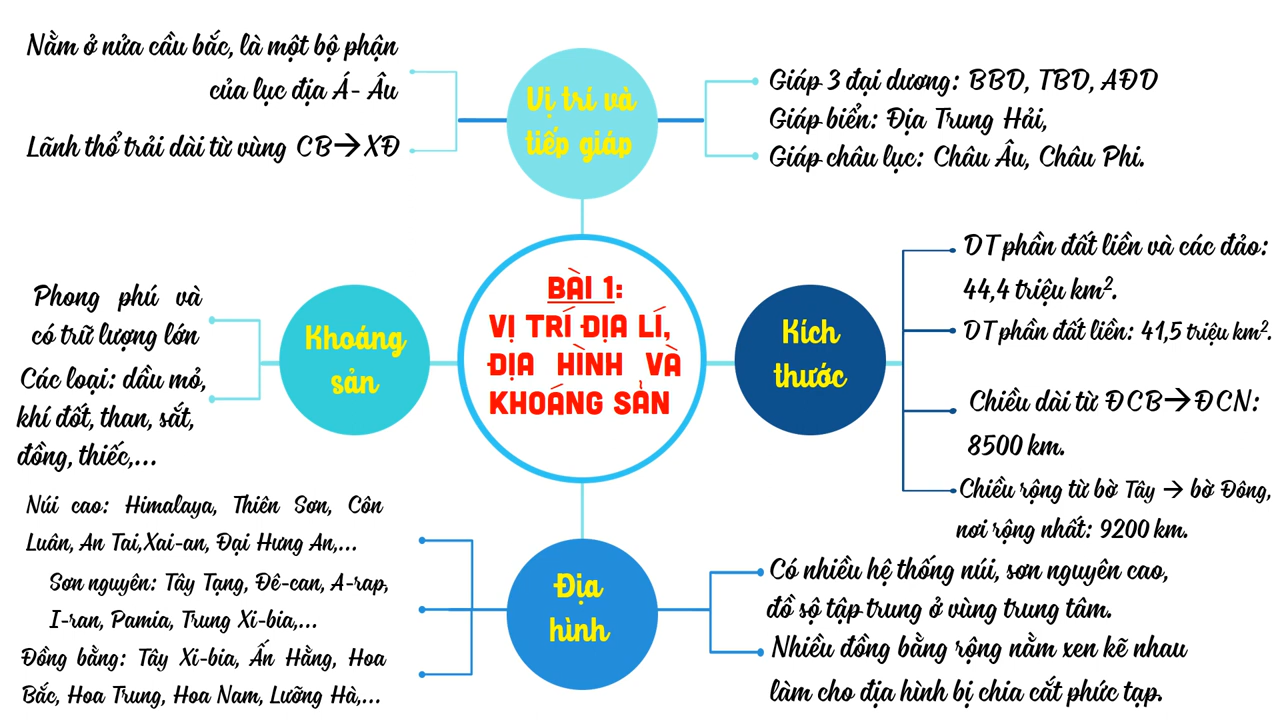 Nằm ở nửa cầu bắc, là một bộ phận
của lục địa Á- Âu
Lãnh thổ trải dài từ vùng CB→XĐ
Vị trí và
tiếp giáp
Giáp 3 đại dương: BBD, TBD, AĐD
Giáp biển: Địa Trung Hải,
Giáp châu lục: Châu Âu, Châu Phi.
BÀI 1:
VỊ TRÍ ĐỊA LÍ,
ĐỊA HÌNH VÀ
KHOÁNG SẢN
Phong phú và
có trữ lượng lớn
Các loại: dầu mỏ,
khí đốt, than, sắt,
đồng, thiếc,...
Khoáng
sản
Kích
thước
DT phần đất liền và các đảo:
44,4 triệu km².
DT phần đất liền: 41,5 triệu km².
Chiều dài từ ĐCB→ĐCN:
8500 km.
Chiều rộng từ bờ Tây → bờ Đông,
nơi rộng nhất: 9200 km.
Núi cao: Himalaya, Thiên Sơn, Côn
Luân, An Tai,Xai-an, Đại Hưng An,...
Sơn nguyên: Tây Tạng, Đê-can, A-rap,
I-ran, Pamia, Trung Xi-bia,...
Đồng bằng: Tây Xi-bia, Ấn Hằng, Hoa
Bắc, Hoa Trung, Hoa Nam, Lưỡng Hà,...
Địa
hình
Có nhiều hệ thống núi, sơn nguyên cao,
đồ sộ tập trung ở vùng trung tâm.
Nhiều đồng bằng rộng nằm xen kẽ nhau
làm cho địa hình bị chia cắt phức tạp.